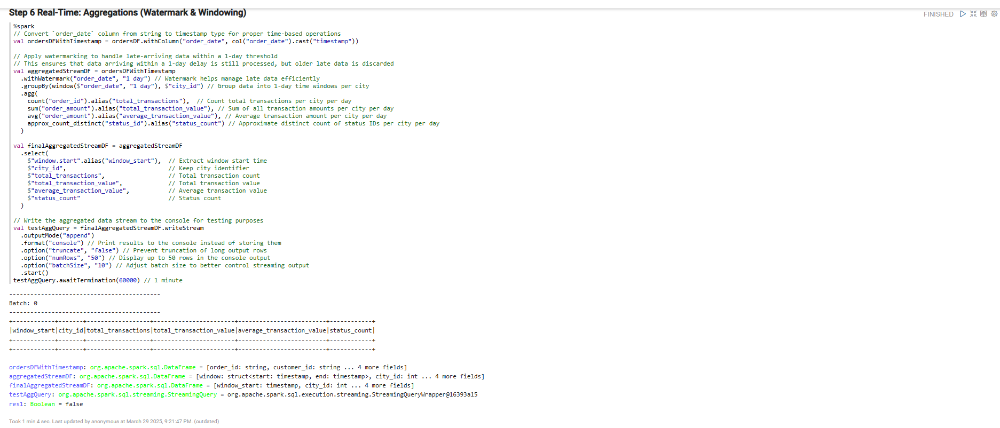 Step 6 Real-Time: Aggregations (Watermark & Windowing)
FINISHED
%spark
// Convert `order_date` column from string to timestamp type for proper time-based operations
val ordersDFWithTimestamp = ordersDF.withColumn("order_date", col("order_date").cast("timestamp"))
// Apply watermarking to handle late-arriving data within a 1-day threshold
// This ensures that data arriving within a 1-day delay is still processed, but older late data is discarded
val aggregatedStreamDF = ordersDFWithTimestamp
  .withWatermark("order_date", "1 day") // Watermark helps manage late data efficiently
  .groupBy(window($"order_date", "1 day"), $"city_id") // Group data into 1-day time windows per city
  .agg(
    count("order_id").alias("total_transactions"),  // Count total transactions per city per day
    sum("order_amount").alias("total_transaction_value"), // Sum of all transaction amounts per city per day
    avg("order_amount").alias("average_transaction_value"), // Average transaction amount per city per day
    approx_count_distinct("status_id").alias("status_count") // Approximate distinct count of status IDs per city per day
  )
val finalAggregatedStreamDF = aggregatedStreamDF
  .select(
    $"window.start".alias("window_start"),  // Extract window start time
    $"city_id",                             // Keep city identifier
    $"total_transactions",                  // Total transaction count
    $"total_transaction_value",             // Total transaction value
    $"average_transaction_value",           // Average transaction value
    $"status_count"                         // Status count
  )
// Write the aggregated data stream to the console for testing purposes
val testAggQuery = finalAggregatedStreamDF.writeStream
  .outputMode("append")
  .format("console") // Print results to the console instead of storing them
  .option("truncate", "false") // Prevent truncation of long output rows
  .option("numRows", "50") // Display up to 50 rows in the console output
  .option("batchSize", "10") // Adjust batch size to better control streaming output
  .start()
testAggQuery.awaitTermination(60000) // 1 minute
-------------------------------------------
Batch: 0
-------------------------------------------
+------------+-------+------------------+-----------------------+-------------------------+------------+
|window_start|city_id|total_transactions|total_transaction_value|average_transaction_value|status_count|
+------------+-------+------------------+-----------------------+-------------------------+------------+
+------------+-------+------------------+-----------------------+-------------------------+------------+
ordersDFWithTimestamp: org.apache.spark.sql.DataFrame = [order_id: string, customer_id: string ... 4 more fields]
aggregatedStreamDF: org.apache.spark.sql.DataFrame = [window: struct<start: timestamp, end: timestamp>, city_id: int ... 4 more fields]
finalAggregatedStreamDF: org.apache.spark.sql.DataFrame = [window_start: timestamp, city_id: int ... 4 more fields]
testAggQuery: org.apache.spark.sql.streaming.StreamingQuery = org.apache.spark.sql.execution.streaming.StreamingQueryWrapper@16393a15
res1: Boolean = false
Took 1 min 4 sec. Last updated by anonymous at March 29 2025, 9:21:47 PM. (outdated)